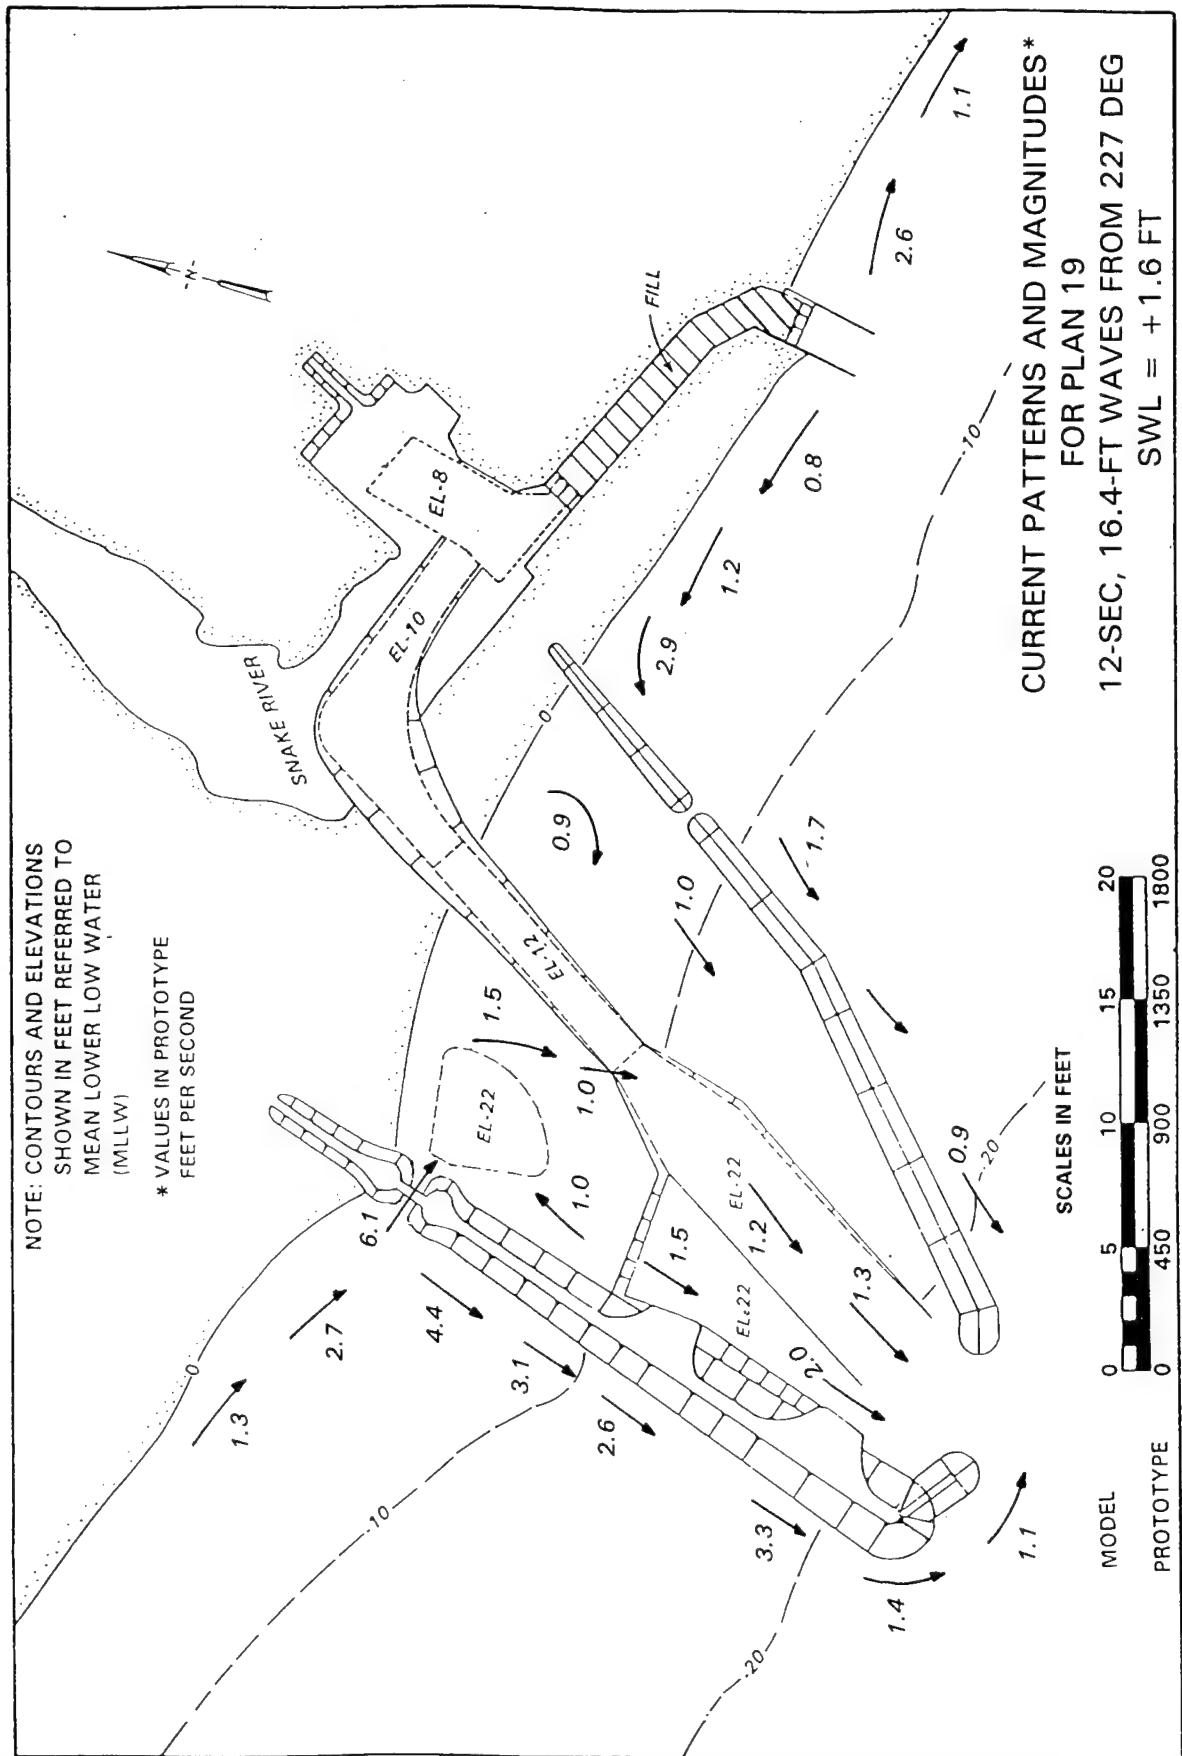 NOTE: CONTOURS AND ELEVATIONS
SHOWN IN FEET REFERRED TO
MEAN LOWER LOW WATER
(MLLW)
* VALUES IN PROTOTYPE
FEET PER SECOND
SNAKE RIVER
-N-
EL-8
EL-10
FILL
EL-12
EL-22
EL-22
EL-22
0
0
-10
-10
-20
-20
1.3
2.7
6.1
4.4
3.1
2.6
3.3
1.4
1.1
1.0
1.5
1.0
1.5
1.2
1.3
2.0
0.9
1.0
1.7
0.9
2.9
1.2
0.8
2.6
1.1
CURRENT PATTERNS AND MAGNITUDES*
FOR PLAN 19
12-SEC, 16.4-FT WAVES FROM 227 DEG
SWL = +1.6 FT
SCALES IN FEET
MODEL 0 5 10 15 20
PROTOTYPE 0 450 900 1350 1800